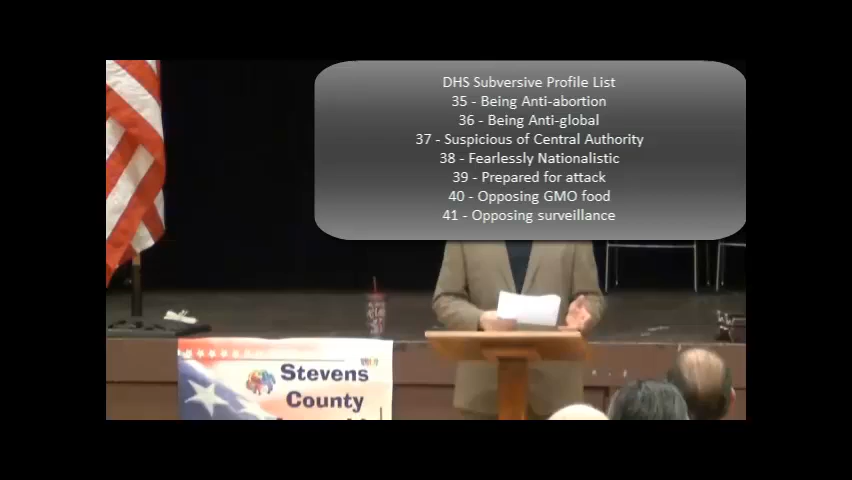 DHS Subversive Profile List
35 - Being Anti-abortion
36 - Being Anti-global
37 - Suspicious of Central Authority
38 - Fearlessly Nationalistic
39 - Prepared for attack
40 - Opposing GMO food
41 - Opposing surveillance
Stevens
County